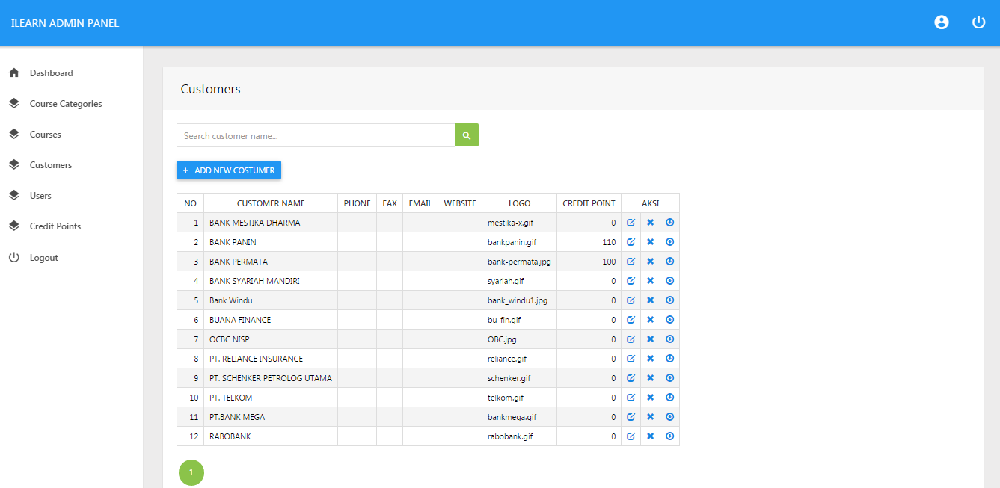 ILEARN ADMIN PANEL
Dashboard
Course Categories
Courses
Customers
Users
Credit Points
Logout
Customers
Search customer name...
+ ADD NEW COSTUMER
NO CUSTOMER NAME PHONE FAX EMAIL WEBSITE LOGO CREDIT POINT AKSI
1 BANK MESTIKA DHARMA mestika-x.gif 0
2 BANK PANIN bankpanin.gif 110
3 BANK PERMATA bank-permata.jpg 100
4 BANK SYARIAH MANDIRI syariah.gif 0
5 Bank Windu bank_windu1.jpg 0
6 BUANA FINANCE bu_fin.gif 0
7 OCBC NISP OBC.jpg 0
8 PT. RELIANCE INSURANCE reliance.gif 0
9 PT. SCHENKER PETROLOG UTAMA schenker.gif 0
10 PT. TELKOM telkom.gif 0
11 PT.BANK MEGA bankmega.gif 0
12 RABOBANK rabobank.gif 0
1